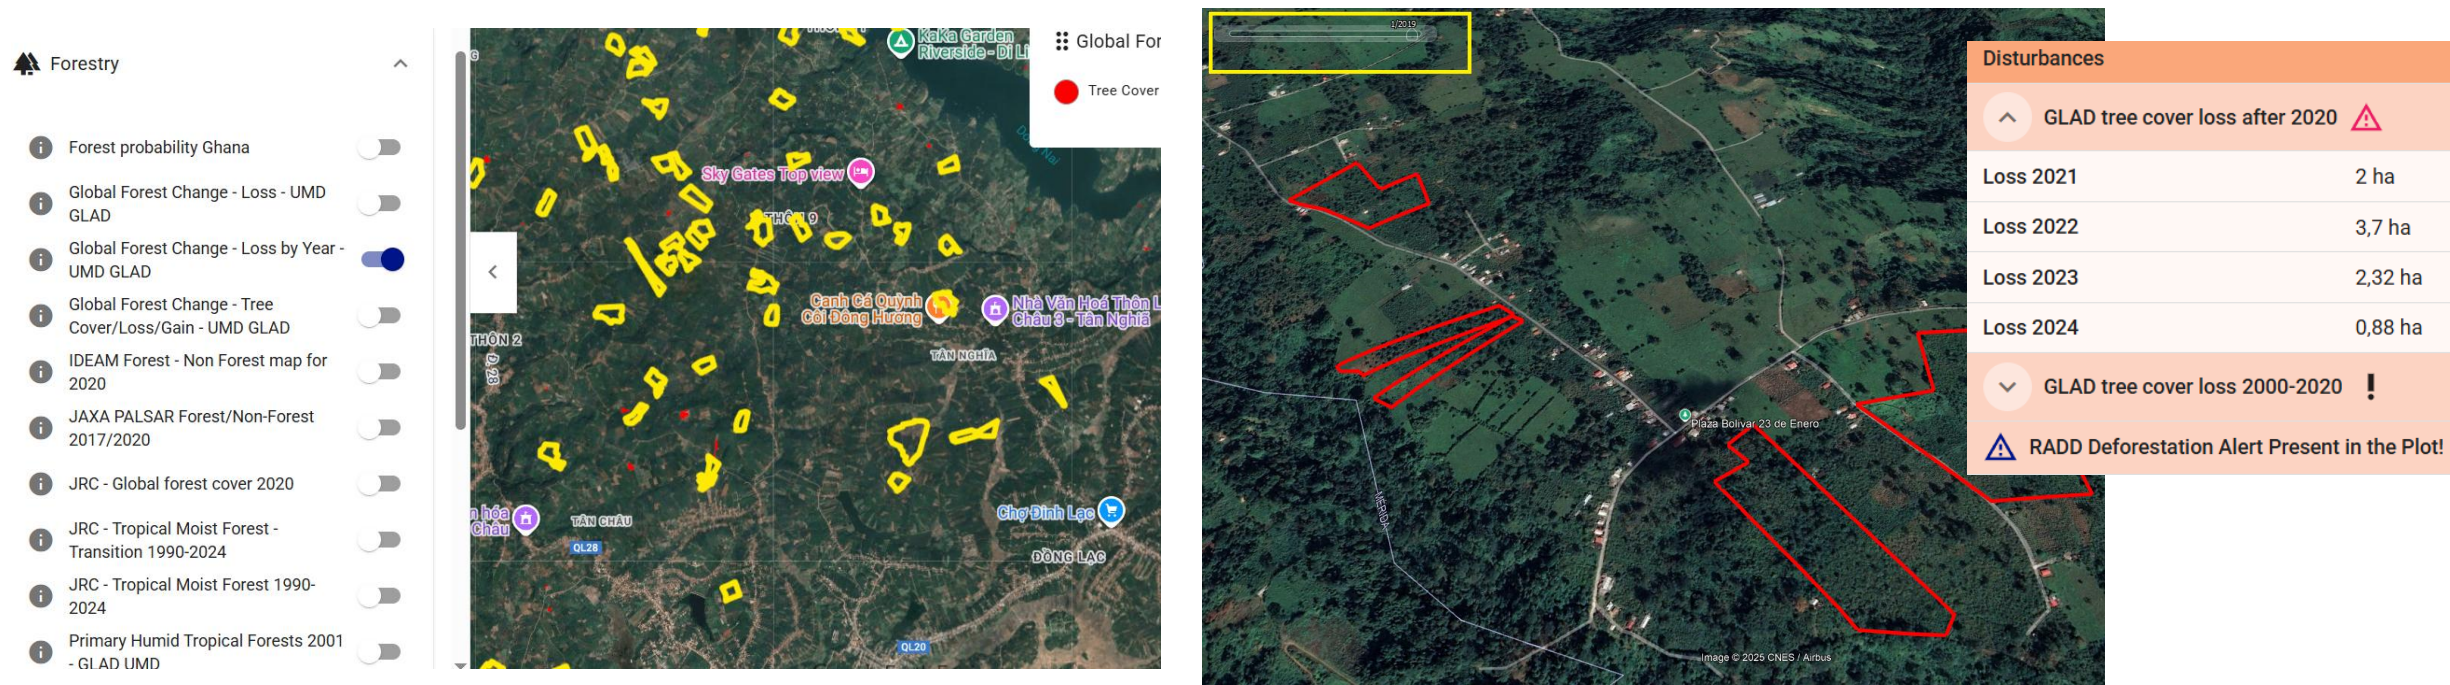 Forestry
Forest probability Ghana
Global Forest Change - Loss - UMD
GLAD
Global Forest Change - Loss by Year -
UMD GLAD
Global Forest Change - Tree
Cover/Loss/Gain - UMD GLAD
IDEAM Forest - Non Forest map for
2020
JAXA PALSAR Forest/Non-Forest
2017/2020
JRC - Global forest cover 2020
JRC - Tropical Moist Forest -
Transition 1990-2024
JRC - Tropical Moist Forest 1990-
2024
Primary Humid Tropical Forests 2001
- GLAD UMD
KaKa Garden
Riverside - Di Li
Global For
Tree Cover
Đồng Nai
Sky Gates Top view
THÔN 9
Canh Cá Quỳnh
Côi Đồng Hương
Nhà Văn Hoá Thôn L
Châu 3 - Tân Nghĩa
THÔN 2
Đ.28
TÂN NGHĨA
n hóa
Châu
TÂN CHÂU
QL28
Chợ Đinh Lạc
ĐỒNG LẠC
QL20
1/2019
Plaza Bolivar 23 de Enero
MÉRIDA
Image © 2025 CNES / Airbus
Disturbances
GLAD tree cover loss after 2020
Loss 2021 2 ha
Loss 2022 3,7 ha
Loss 2023 2,32 ha
Loss 2024 0,88 ha
GLAD tree cover loss 2000-2020
RADD Deforestation Alert Present in the Plot!